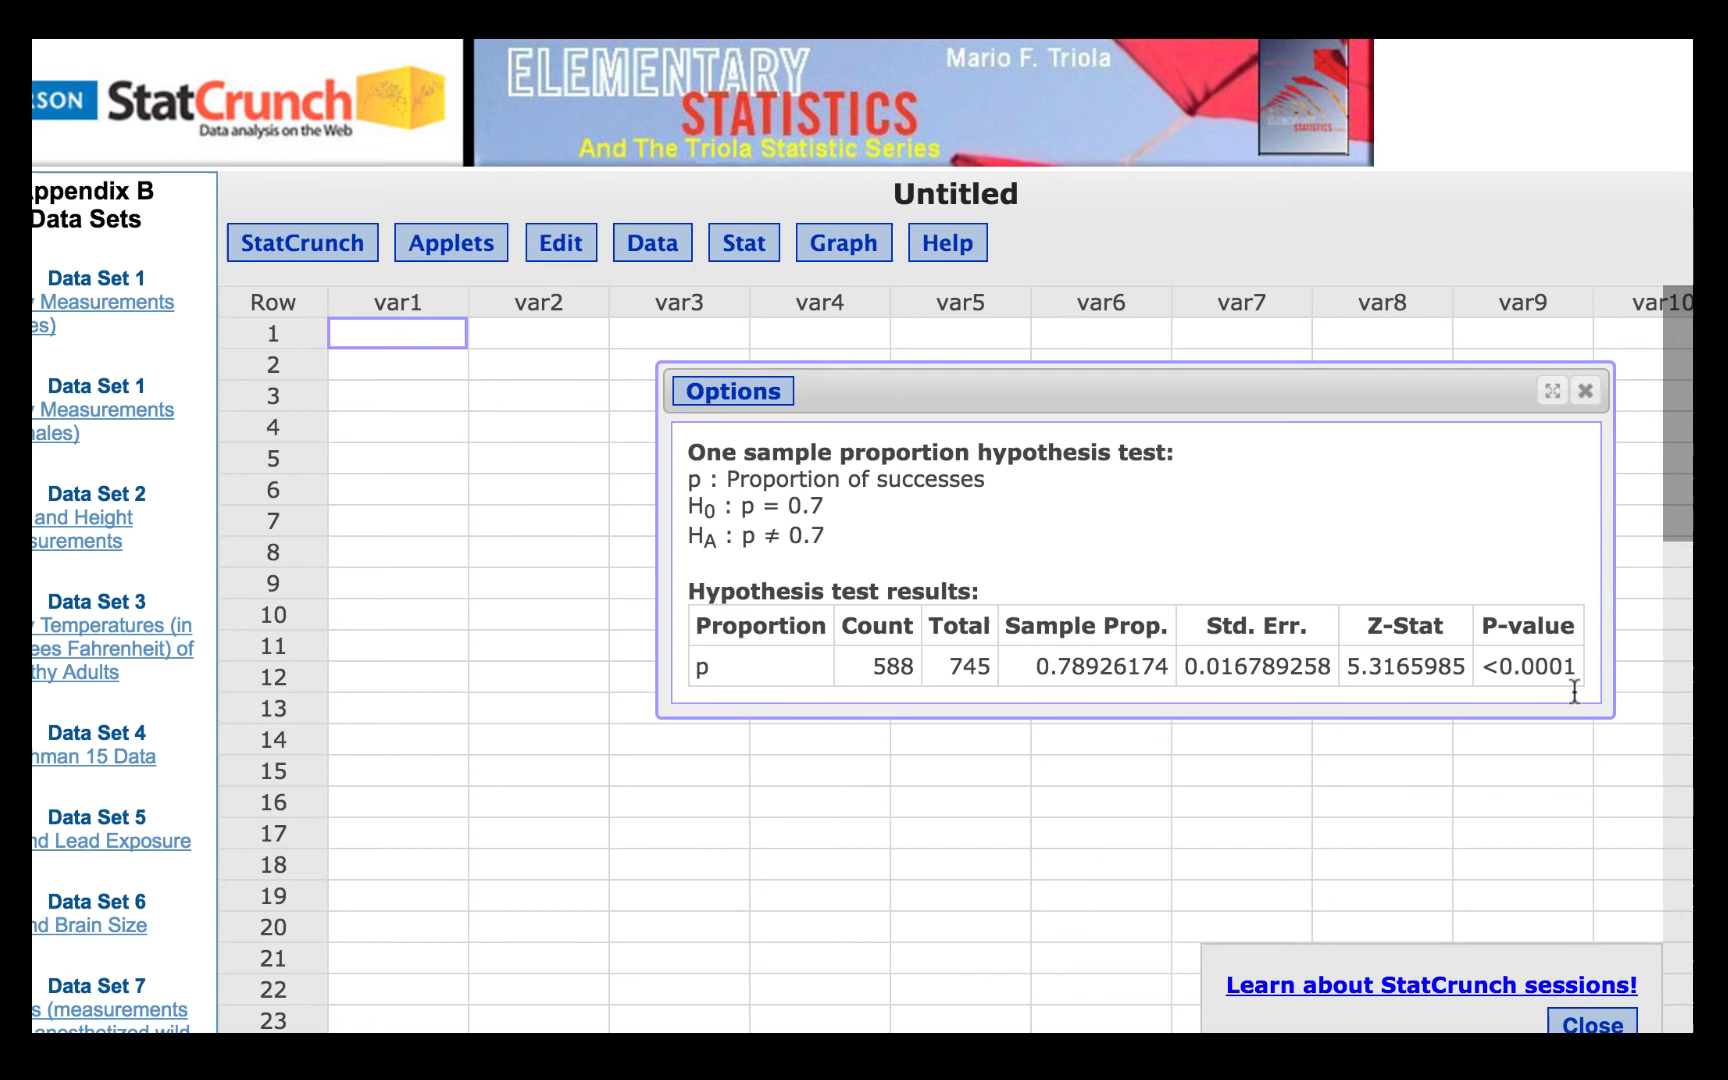 RSON StatCrunch
Data analysis on the Web
ELEMENTARY
STATISTICS
And The Triola Statistic Series
Mario F. Triola
STATISTICS
ppendix B
Data Sets
Data Set 1
y Measurements
es)
Data Set 1
y Measurements
nales)
Data Set 2
and Height
surements
Data Set 3
y Temperatures (in
ees Fahrenheit) of
thy Adults
Data Set 4
hman 15 Data
Data Set 5
nd Lead Exposure
Data Set 6
nd Brain Size
Data Set 7
s (measurements
anesthetized wild
Untitled
StatCrunch Applets Edit Data Stat Graph Help
Row var1 var2 var3 var4 var5 var6 var7 var8 var9 var10
1
2
3
4
5
6
7
8
9
10
11
12
13
14
15
16
17
18
19
20
21
22
23
Options
One sample proportion hypothesis test:
p : Proportion of successes
H0 : p = 0.7
HA : p ≠ 0.7
Hypothesis test results:
Proportion Count Total Sample Prop. Std. Err. Z-Stat P-value
p 588 745 0.78926174 0.016789258 5.3165985 <0.0001
Learn about StatCrunch sessions!
Close